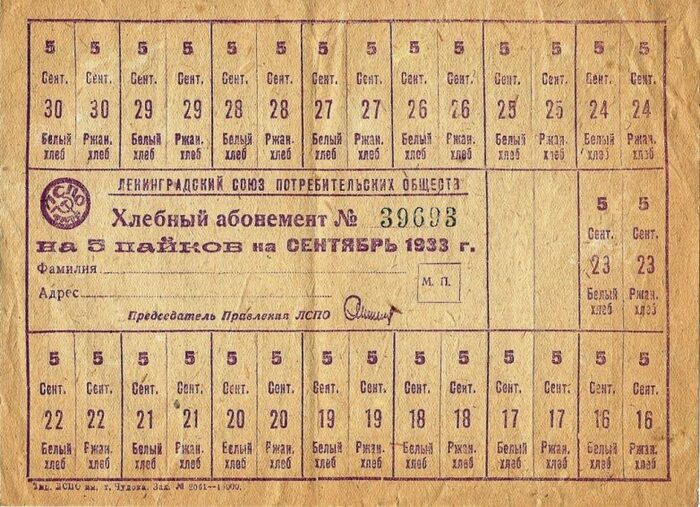 5 5 5 5 5 5 5 5 5 5 5 5 5 5
Сент. Сент. Сент. Сент. Сент. Сент. Сент. Сент. Сент. Сент. Сент. Сент. Сент. Сент.
30 30 29 29 28 28 27 27 26 26 25 25 24 24
Белый Ржан. Белый Ржан. Белый Ржан. Белый Ржан. Белый Ржан. Белый Ржан. Белый Ржан.
хлеб хлеб хлеб хлеб хлеб хлеб хлеб хлеб хлеб хлеб хлеб хлеб хлеб хлеб
ЛСПО
ЛЕНИНГРАДСКИЙ СОЮЗ ПОТРЕБИТЕЛЬСКИХ ОБЩЕСТВ
Хлебный абонемент № 39693
на 5 пайков на СЕНТЯБРЬ 1933 г.
Фамилия
Адрес
М. П.
Председатель Правления ЛСПО
5 5
Сент. Сент.
23 23
Белый Ржан.
хлеб хлеб
5 5 5 5 5 5 5 5 5 5 5 5 5 5
Сент. Сент. Сент. Сент. Сент. Сент. Сент. Сент. Сент. Сент. Сент. Сент. Сент. Сент.
22 22 21 21 20 20 19 19 18 18 17 17 16 16
Белый Ржан. Белый Ржан. Белый Ржан. Белый Ржан. Белый Ржан. Белый Ржан. Белый Ржан.
хлеб хлеб хлеб хлеб хлеб хлеб хлеб хлеб хлеб хлеб хлеб хлеб хлеб хлеб
Тип. ЛСПО им. т. Чудова. Зак. № 2041—